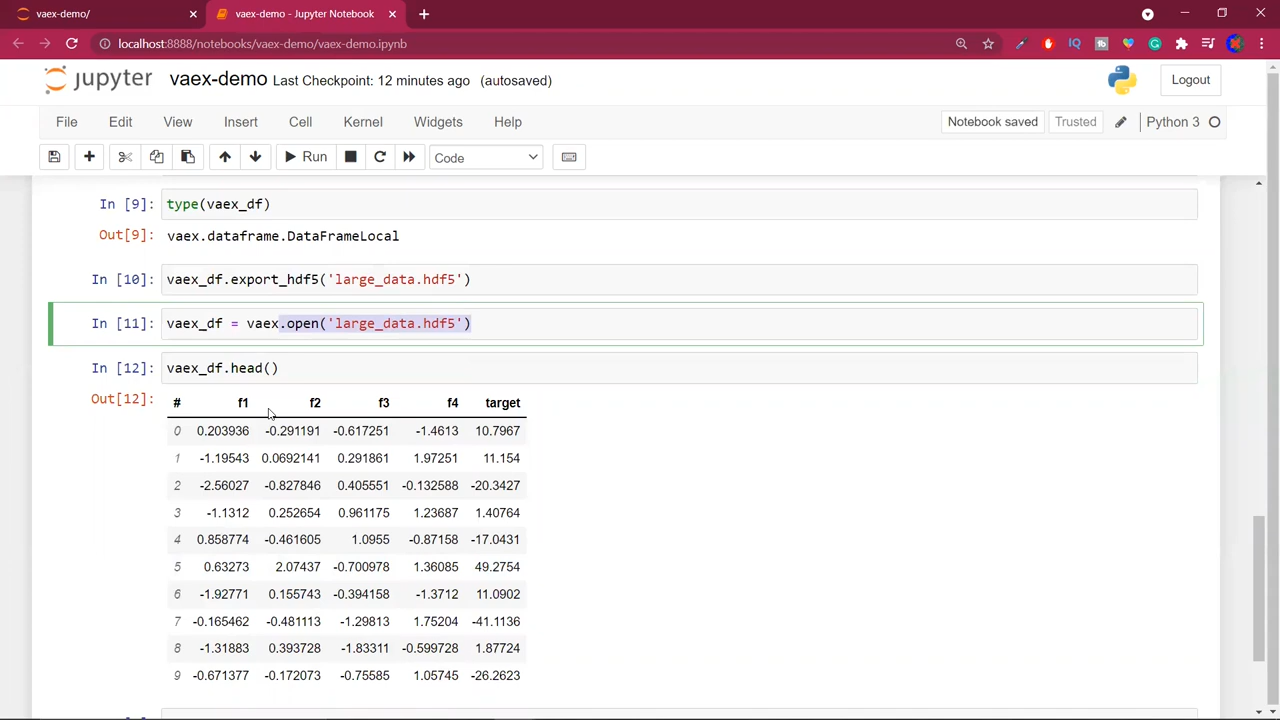 vaex-demo/
vaex-demo - Jupyter Notebook
localhost:8888/notebooks/vaex-demo/vaex-demo.ipynb
jupyter vaex-demo Last Checkpoint: 12 minutes ago (autosaved)
Logout
File Edit View Insert Cell Kernel Widgets Help
Notebook saved Trusted Python 3
Run Code
In [9]: type(vaex_df)
Out[9]: vaex.dataframe.DataFrameLocal
In [10]: vaex_df.export_hdf5('large_data.hdf5')
In [11]: vaex_df = vaex.open('large_data.hdf5')
In [12]: vaex_df.head()
Out[12]:
# f1 f2 f3 f4 target
0 0.203936 -0.291191 -0.617251 -1.4613 10.7967
1 -1.19543 0.0692141 0.291861 1.97251 11.154
2 -2.56027 -0.827846 0.405551 -0.132588 -20.3427
3 -1.1312 0.252654 0.961175 1.23687 1.40764
4 0.858774 -0.461605 1.0955 -0.87158 -17.0431
5 0.63273 2.07437 -0.700978 1.36085 49.2754
6 -1.92771 0.155743 -0.394158 -1.3712 11.0902
7 -0.165462 -0.481113 -1.29813 1.75204 -41.1136
8 -1.31883 0.393728 -1.83311 -0.599728 1.87724
9 -0.671377 -0.172073 -0.75585 1.05745 -26.2623